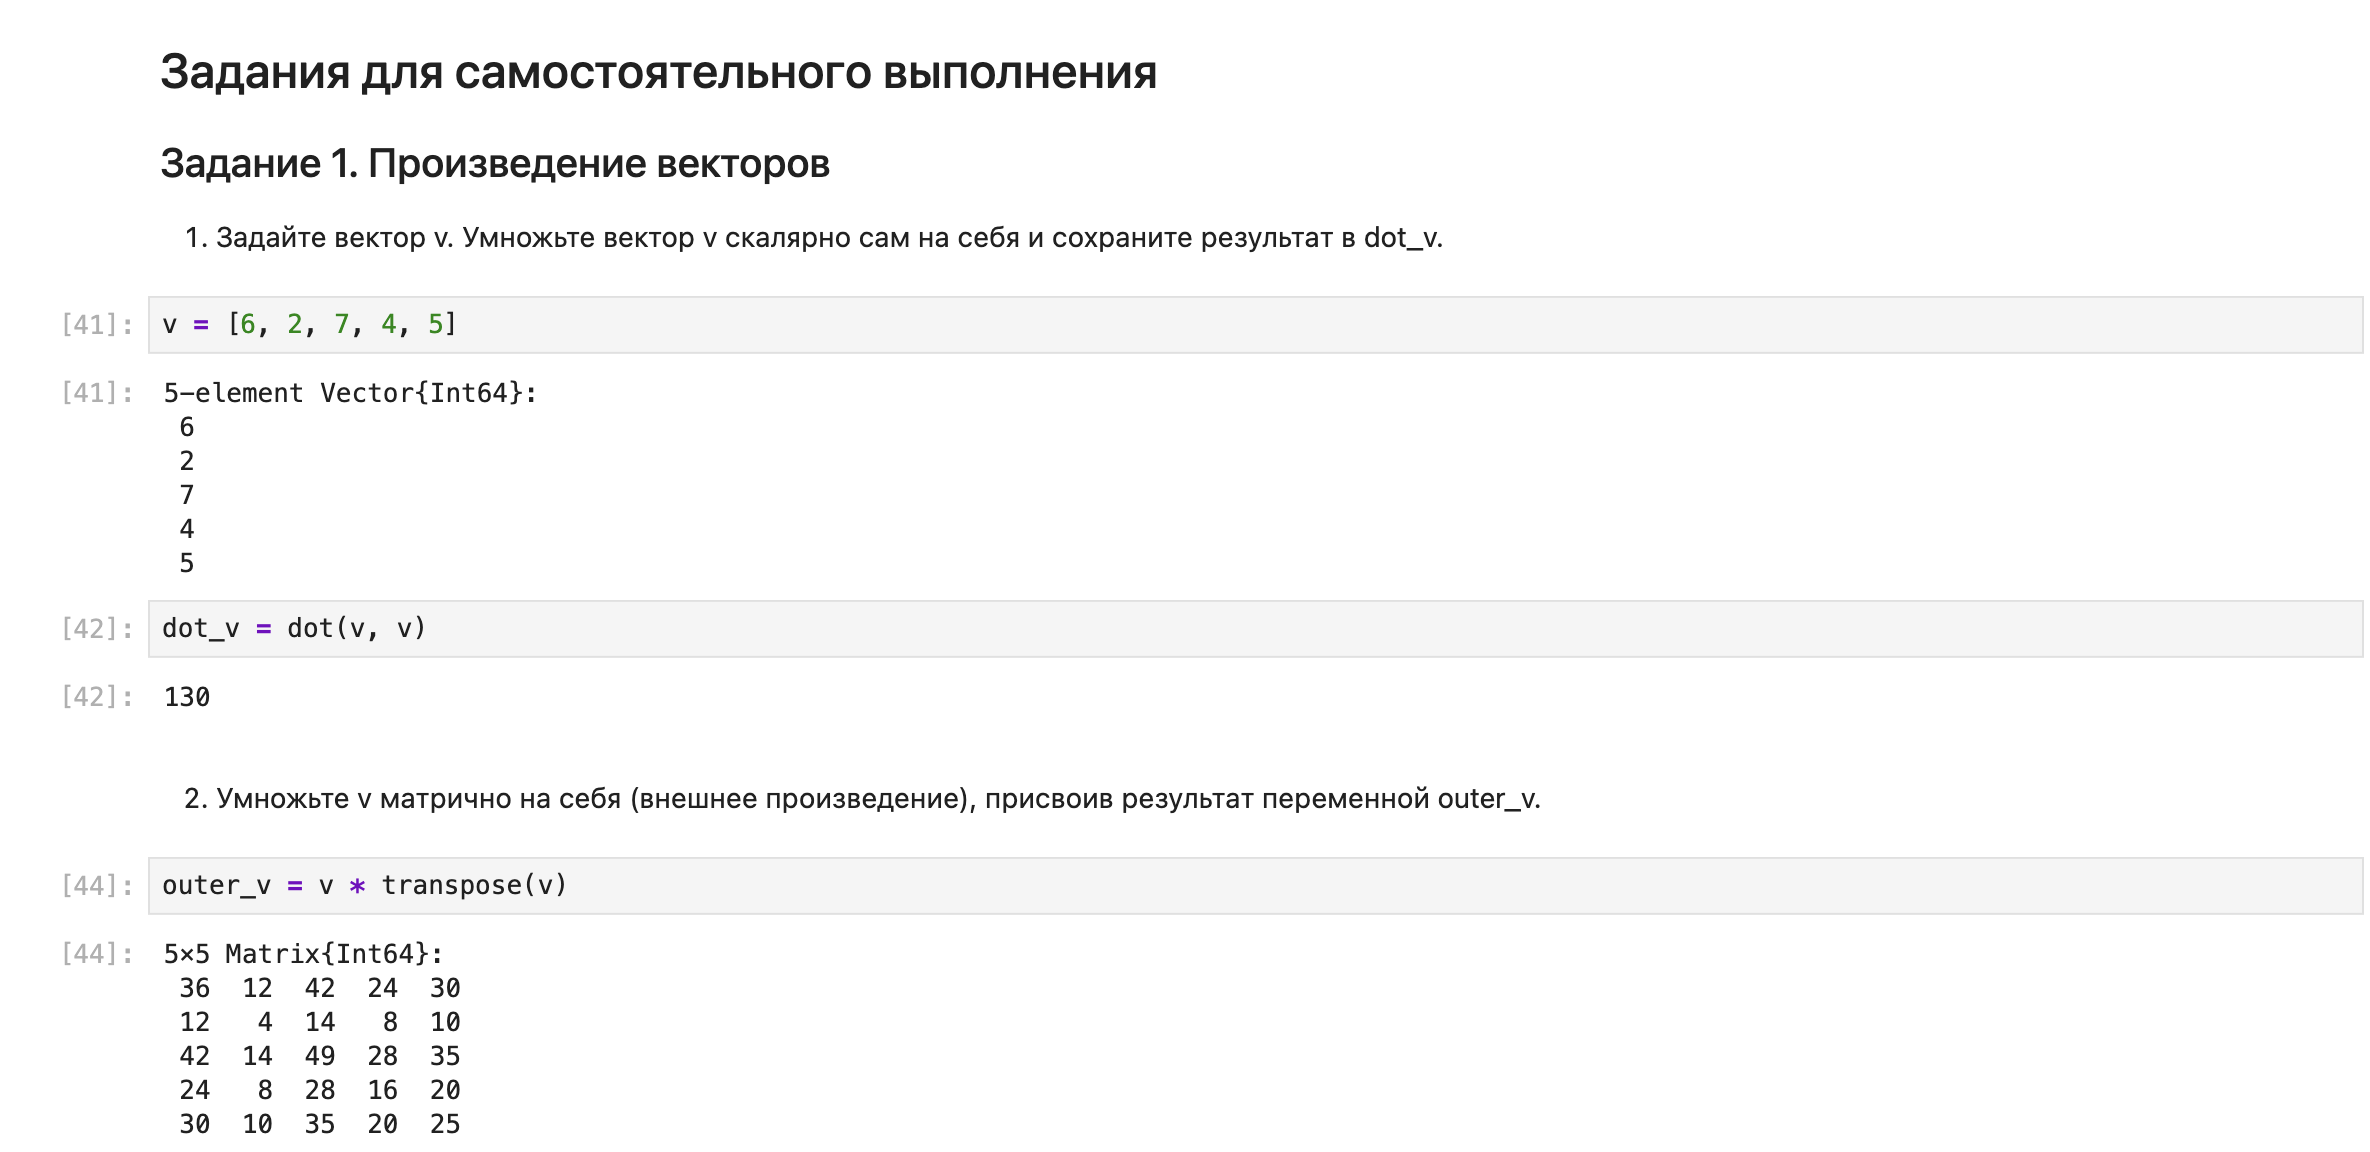 Задания для самостоятельного выполнения
Задание 1. Произведение векторов
1. Задайте вектор v. Умножьте вектор v скалярно сам на себя и сохраните результат в dot_v.
[41]: v = [6, 2, 7, 4, 5]
[41]: 5-element Vector{Int64}:
6
2
7
4
5
[42]: dot_v = dot(v, v)
[42]: 130
2. Умножьте v матрично на себя (внешнее произведение), присвоив результат переменной outer_v.
[44]: outer_v = v * transpose(v)
[44]: 5×5 Matrix{Int64}:
36 12 42 24 30
12 4 14 8 10
42 14 49 28 35
24 8 28 16 20
30 10 35 20 25